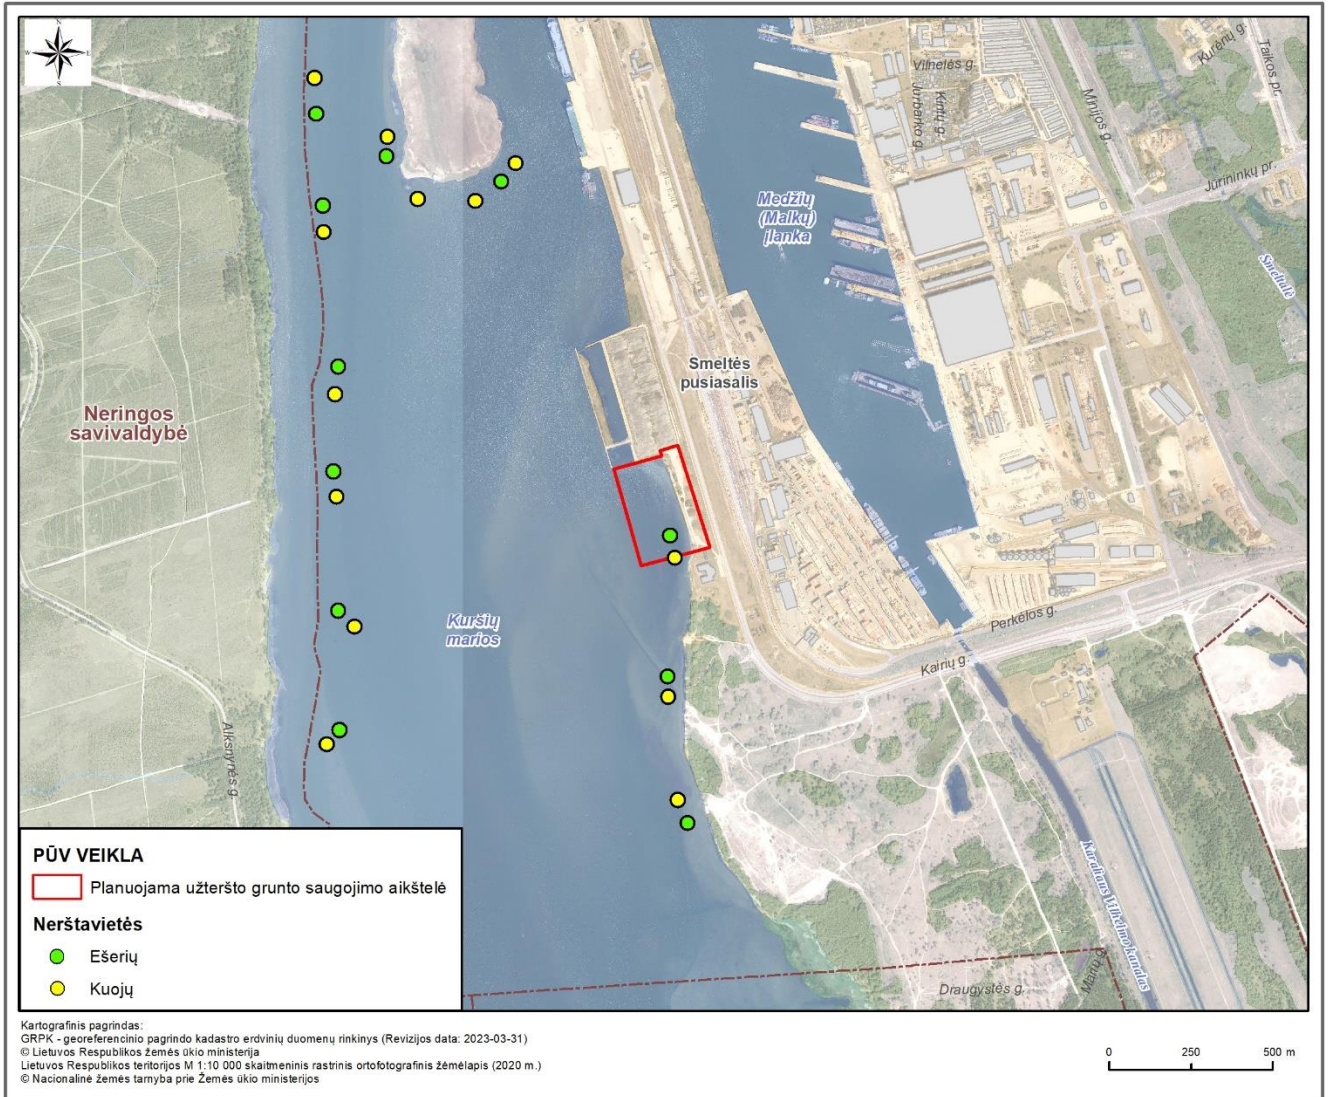 N
W
E
S
Vilnelės g.
Kintų g.
Jurbarko g.
Minijos g.
Kurėnų g.
Taikos pr.
Jūrininkų pr.
Smeltalė
Medžių
(Malkų)
įlanka
Smeltės
pusiasalis
Neringos
savivaldybė
Kuršių
marios
Perkėlos g.
Kairių g.
Alksnynės g.
Karaliaus Vilhelmo kanalas
Marių g.
Draugystės g.
PŪV VEIKLA
Planuojama užteršto grunto saugojimo aikštelė
Nerštavietės
Ešerių
Kuojų
Kartografinis pagrindas:
GRPK - georeferencinio pagrindo kadastro erdvinių duomenų rinkinys (Revizijos data: 2023-03-31)
© Lietuvos Respublikos žemės ūkio ministerija
Lietuvos Respublikos teritorijos M 1:10 000 skaitmeninis rastrinis ortofotografinis žemėlapis (2020 m.)
© Nacionalinė žemės tarnyba prie Žemės ūkio ministerijos
0 250 500 m